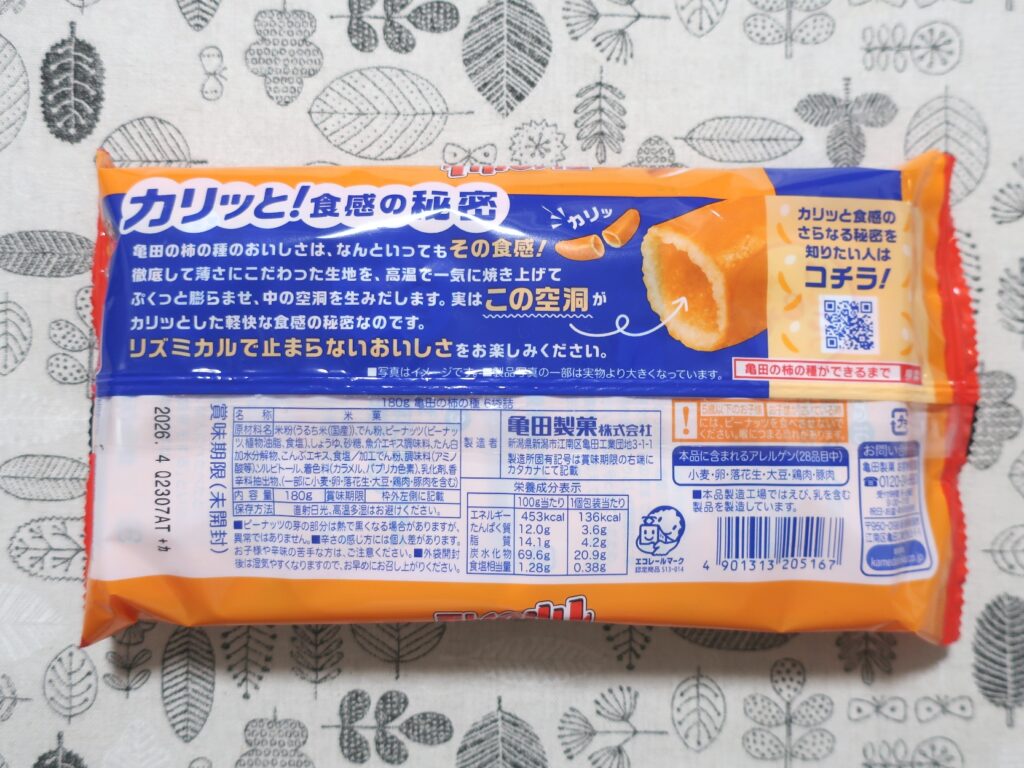 カリッと!食感の秘密
亀田の柿の種のおいしさは、なんといってもその食感!
徹底して薄さにこだわった生地を、高温で一気に焼き上げて
ぷくっと膨らませ、中の空洞を生みだします。実はこの空洞が
カリッとした軽快な食感の秘密なのです。
リズミカルで止まらないおいしさをお楽しみください。
カリッ
■写真はイメージです。■製品写真の一部は実物より大きくなっています。
カリッと食感の
さらなる秘密を
知りたい人は
コチラ!
亀田の柿の種ができるまで
180g 亀田の柿の種 6袋詰
名称 米菓
原材料名 米粉(うるち米(国産))、でん粉、ピーナッツ(ピーナッ
ツ、植物油脂、食塩)、しょうゆ、砂糖、魚介エキス調味料、たん白
加水分解物、こんぶエキス、食塩/加工でん粉、調味料(アミノ
酸等)、ソルビトール、着色料(カラメル、パプリカ色素)、乳化剤、香
辛料抽出物、(一部に小麦・卵・落花生・大豆・鶏肉・豚肉を含む)
内容量 180g 賞味期限 枠外左側に記載
保存方法 直射日光、高温多湿はお避けください。
■ピーナッツの芽の部分は熱で黒くなる場合がありますが、
異常ではありません。■辛さの感じ方には個人差があります。
お子様や辛味の苦手な方は、ご注意ください。■外袋開封
後は湿気やすくなりますので、お早めにお召し上がりください。
賞味期限(未開封)
2026. 4. Q2307AT +カ
製造者
亀田製菓株式会社
新潟県新潟市江南区亀田工業団地3-1-1
製造所固有記号は賞味期限の右端に
カタカナにて記載
栄養成分表示
100g当たり 1個包装当たり
エネルギー 453kcal 136kcal
たんぱく質 12.0g 3.6g
脂質 14.1g 4.2g
炭水化物 69.6g 20.9g
食塩相当量 1.28g 0.38g
エコレールマーク
認定商品 S13-014
本品に含まれるアレルゲン(28品目中)
小麦・卵・落花生・大豆・鶏肉・豚肉
■本品製造工場ではえび、乳を含む
製品を製造しています。
4 901313 205167
お問い合
亀田製菓